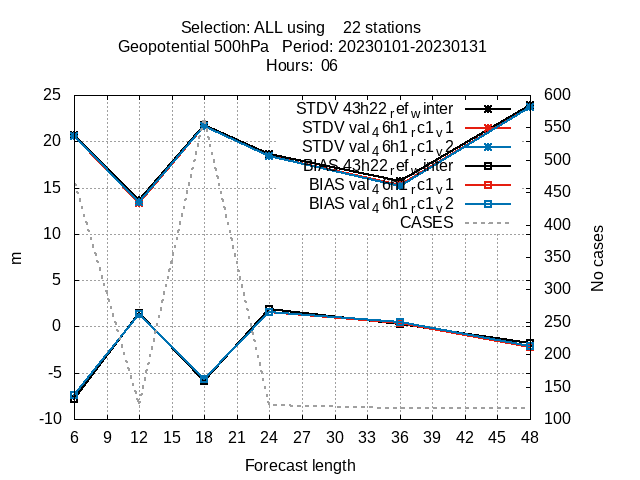 Selection: ALL using    22 stations
Geopotential 500hPa   Period: 20230101-20230131
Hours:  06
STDV 43h22_ref_winter
STDV val_46h1_rc1_v1
STDV val_46h1_rc1_v2
BIAS 43h22_ref_winter
BIAS val_46h1_rc1_v1
BIAS val_46h1_rc1_v2
CASES
25
20
15
10
5
0
-5
-10
m
600
550
500
450
400
350
300
250
200
150
100
No cases
6 9 12 15 18 21 24 27 30 33 36 39 42 45 48
Forecast length